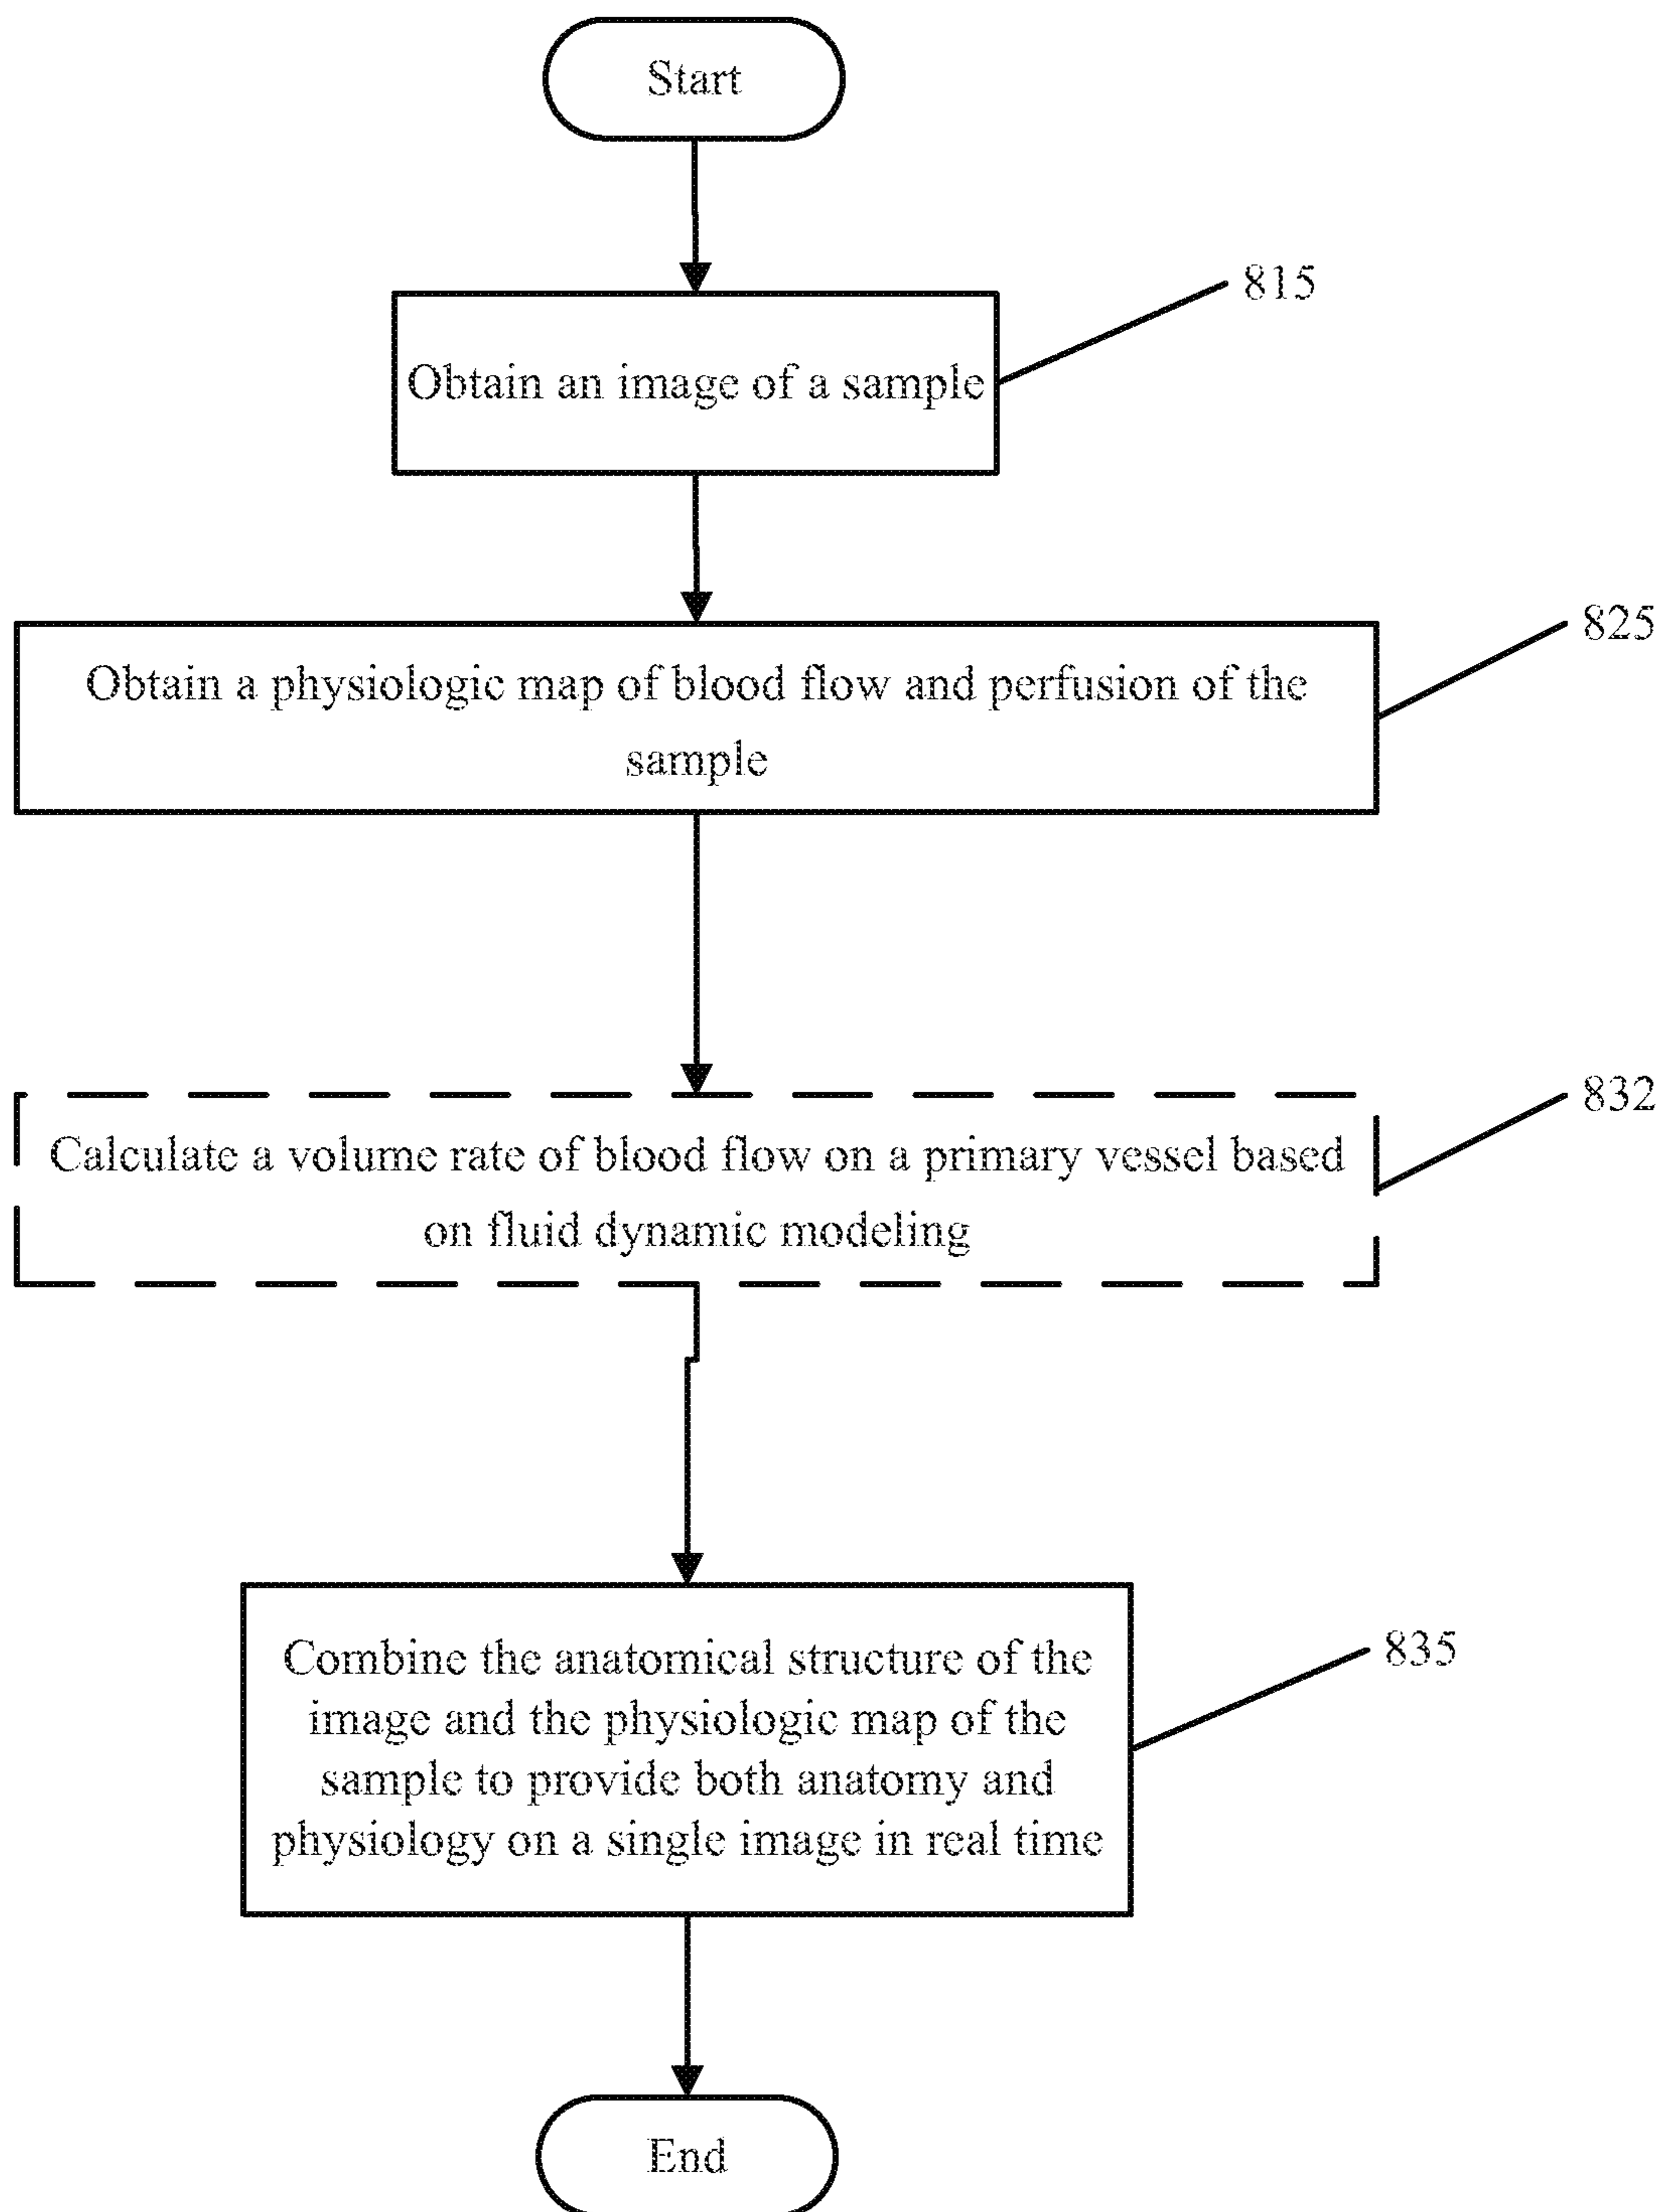 Start
815
Obtain an image of a sample
825
Obtain a physiologic map of blood flow and perfusion of the
sample
832
Calculate a volume rate of blood flow on a primary vessel based
on fluid dynamic modeling
835
Combine the anatomical structure of the
image and the physiologic map of the
sample to provide both anatomy and
physiology on a single image in real time
End